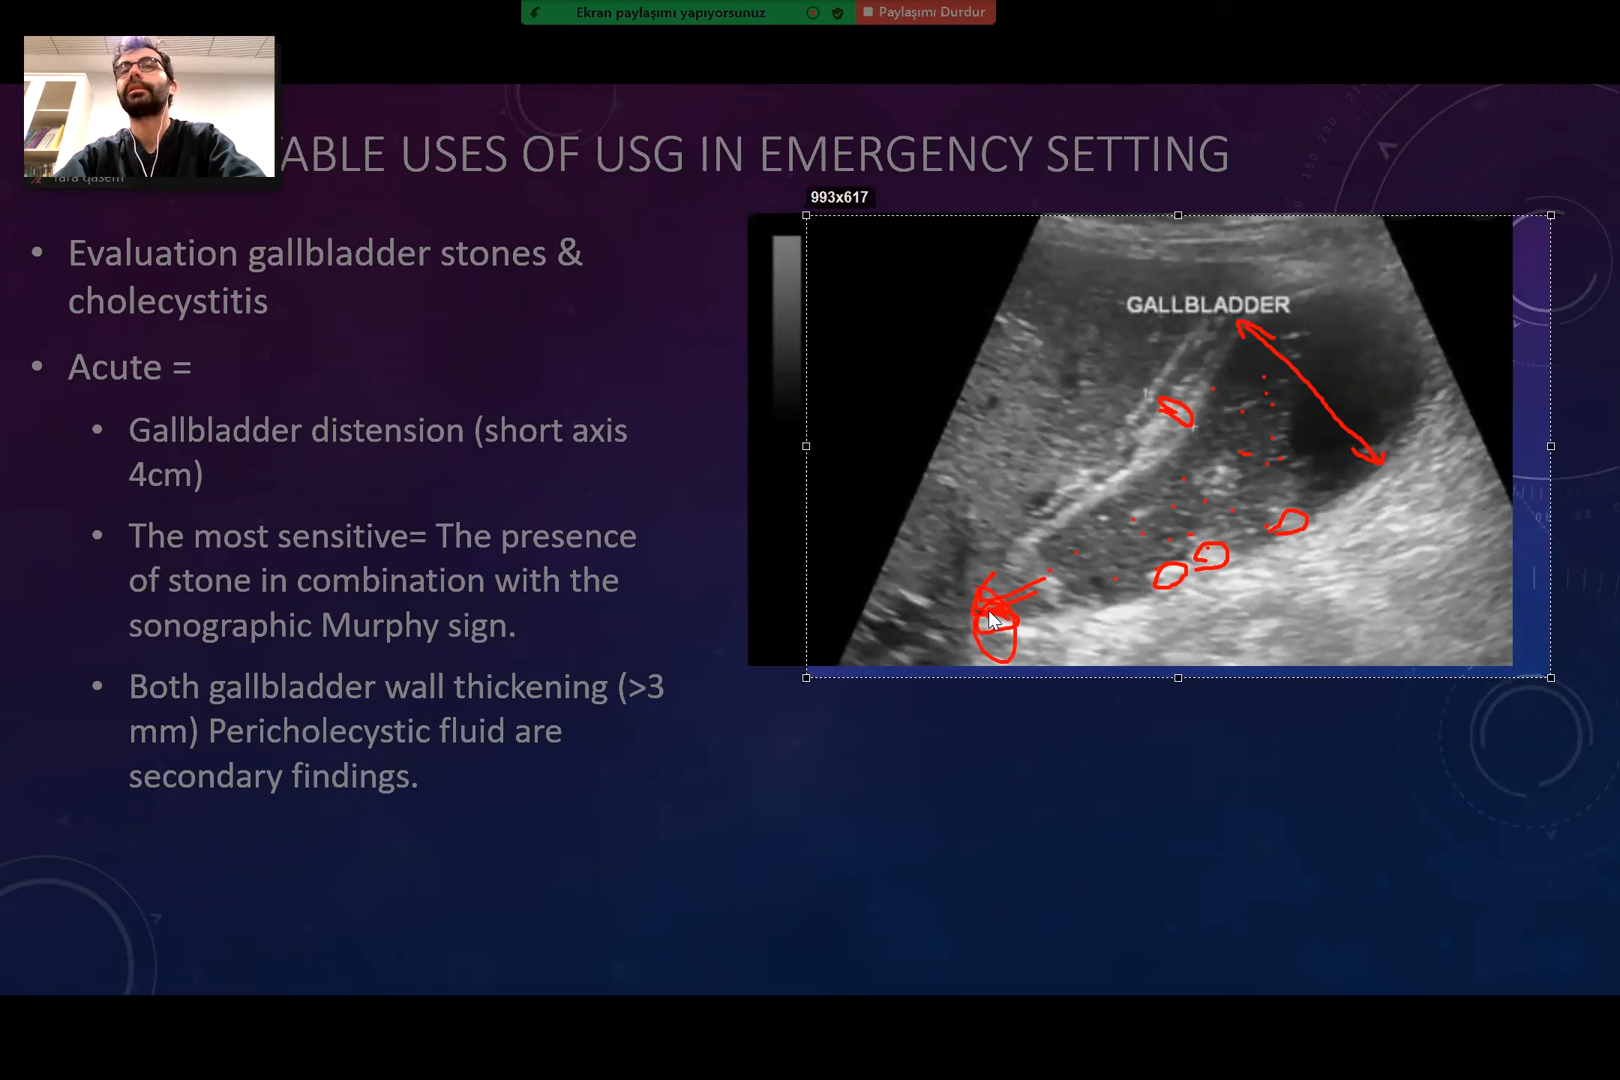 Ekran paylaşımı yapıyorsunuz
Paylaşımı Durdur
TABLE USES OF USG IN EMERGENCY SETTING
993x617
• Evaluation gallbladder stones &
cholecystitis
• Acute =
• Gallbladder distension (short axis
4cm)
• The most sensitive= The presence
of stone in combination with the
sonographic Murphy sign.
• Both gallbladder wall thickening (>3
mm) Pericholecystic fluid are
secondary findings.
GALLBLADDER